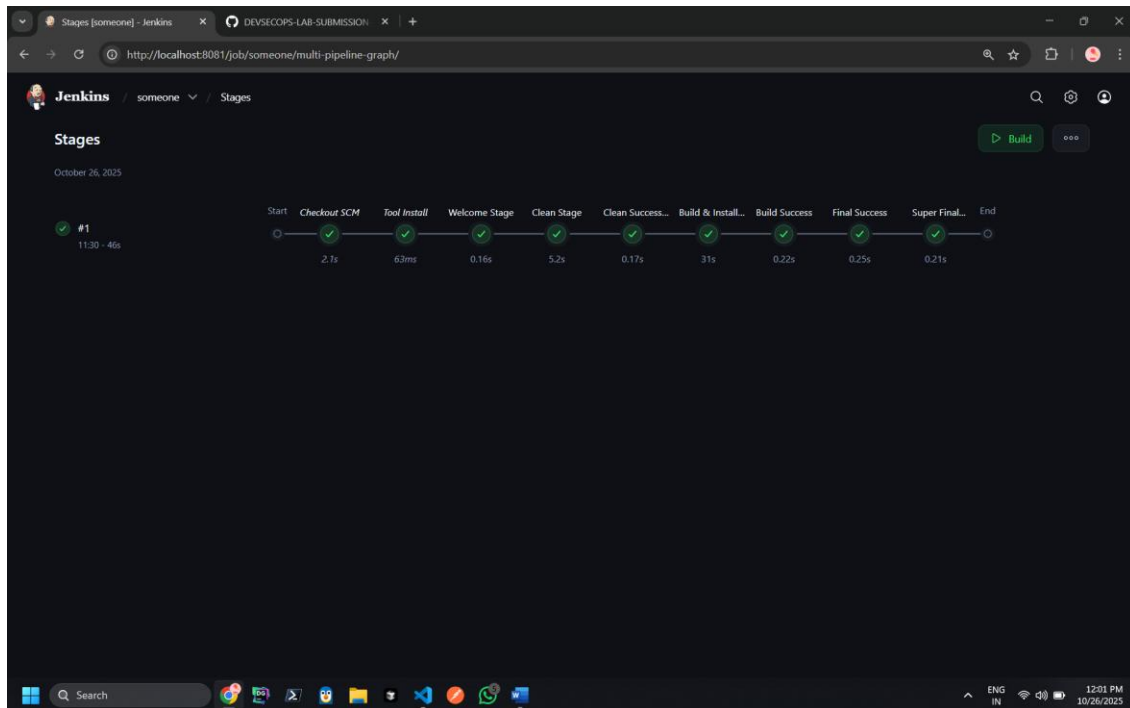 Stages [someone] - Jenkins
DEVSECOPS-LAB-SUBMISSION
http://localhost:8081/job/someone/multi-pipeline-graph/
Jenkins / someone / Stages
Stages
Build
October 26, 2025
Start Checkout SCM Tool Install Welcome Stage Clean Stage Clean Success... Build & Install... Build Success Final Success Super Final... End
#1
11:30 - 46s
2.1s 63ms 0.16s 5.2s 0.17s 31s 0.22s 0.25s 0.21s
Search
ENG
IN
12:01 PM
10/26/2025